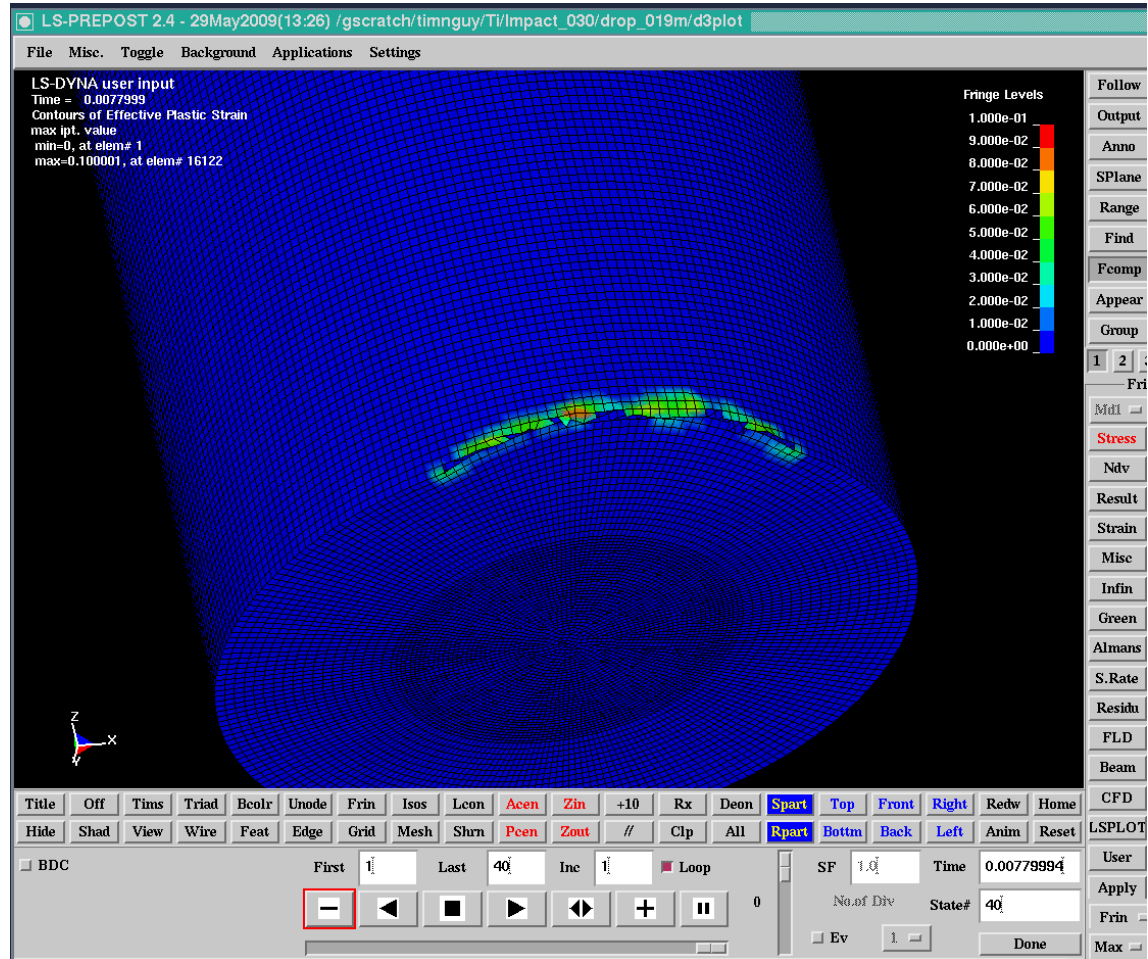 LS-PREPOST 2.4 - 29May2009(13:26) /gscratch/timnguy/Ti/Impact_030/drop_019m/d3plot
File Misc. Toggle Background Applications Settings
LS-DYNA user input
Time = 0.0077999
Contours of Effective Plastic Strain
max ipt. value
min=0, at elem# 1
max=0.100001, at elem# 16122
Fringe Levels
1.000e-01
9.000e-02
8.000e-02
7.000e-02
6.000e-02
5.000e-02
4.000e-02
3.000e-02
2.000e-02
1.000e-02
0.000e+00
Follow
Output
Anno
SPlane
Range
Find
Fcomp
Appear
Group
1 2
Fri
Md1
Stress
Ndv
Result
Strain
Misc
Infin
Green
Almans
S.Rate
Residu
FLD
Beam
CFD
LSPLOT
User
Apply
Frin
Max
Z
X
Y
Title Off Tims Triad Bcolr Unode Frin Isos Lcon Acen Zin +10 Rx Deon Spart Top Front Right Redw Home
Hide Shad View Wire Feat Edge Grid Mesh Shrn Pcen Zout // Clp All Rpart Bottm Back Left Anim Reset
BDC First 1 Last 40 Inc 1 Loop SF 1.0 Time 0.00779994
0 No.of Div State# 40
Ev 1 Done